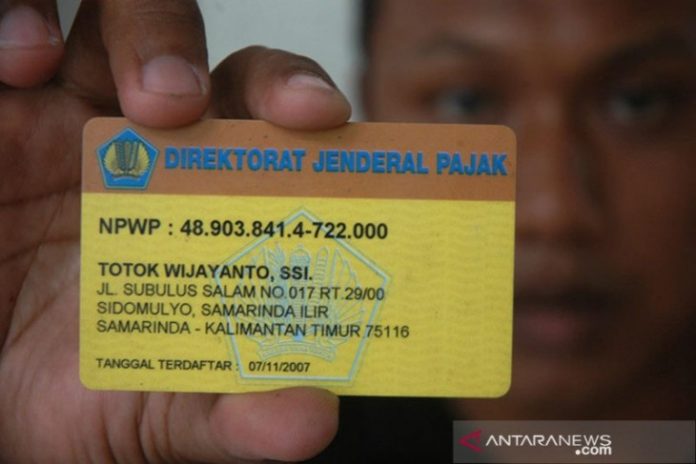 DIREKTORAT JENDERAL PAJAK
NPWP : 48.903.841.4-722.000
TOTOK WIJAYANTO, SSI.
JL. SUBULUS SALAM NO.017 RT.29/00
SIDOMULYO, SAMARINDA ILIR
SAMARINDA - KALIMANTAN TIMUR 75116
TANGGAL TERDAFTAR : 07/11/2007
ANTARANEWS
.com